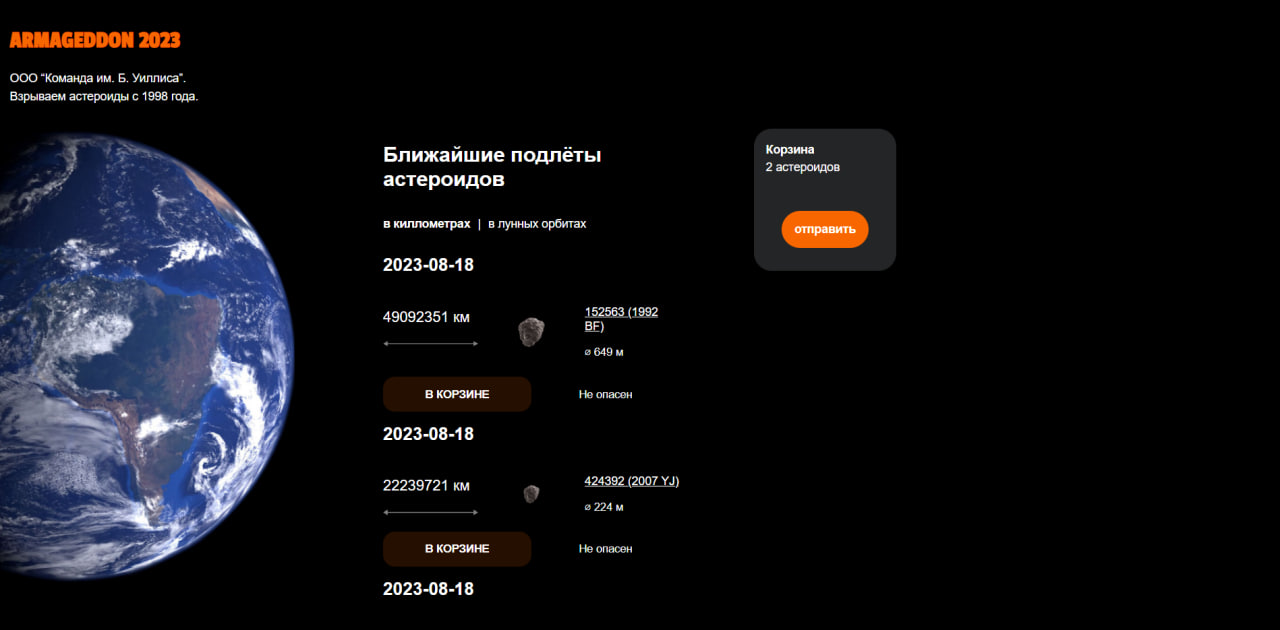 ARMAGEDDON 2023
ООО “Команда им. Б. Уиллиса”.
Взрываем астероиды с 1998 года.
Ближайшие подлёты
астероидов
в киллометрах | в лунных орбитах
2023-08-18
49092351 км
152563 (1992
BF)
⌀ 649 м
В КОРЗИНЕ
Не опасен
2023-08-18
22239721 км
424392 (2007 YJ)
⌀ 224 м
В КОРЗИНЕ
Не опасен
2023-08-18
Корзина
2 астероидов
отправить